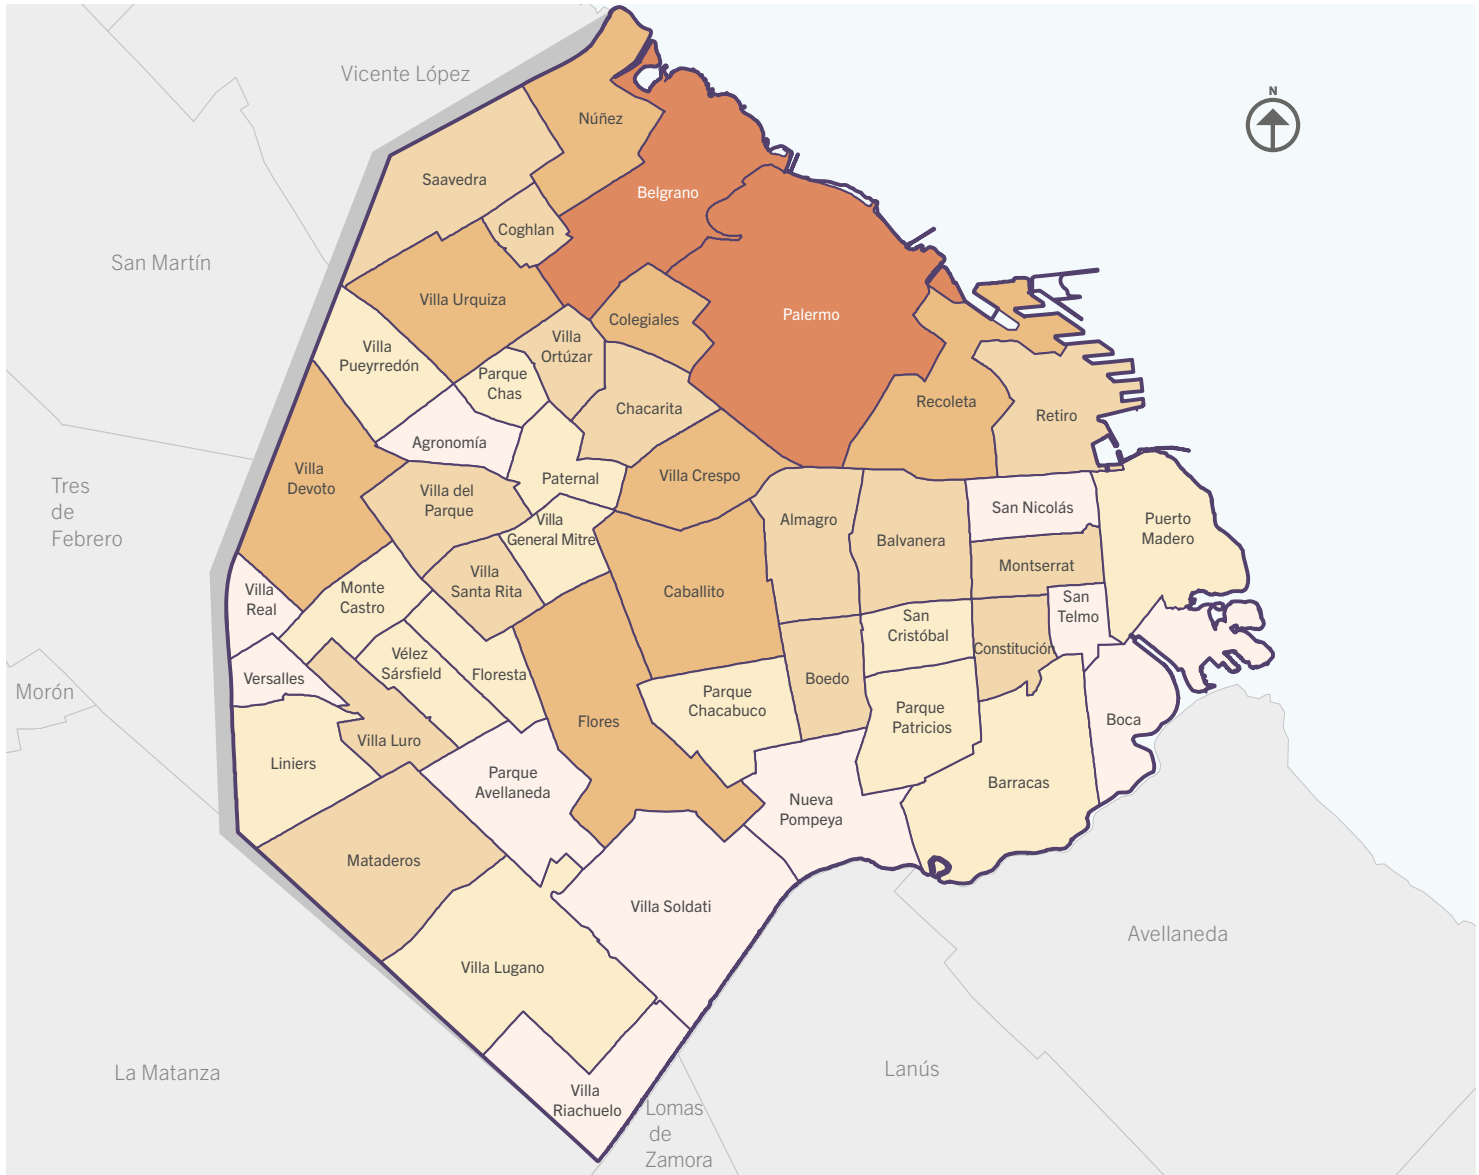 Vicente López
N
Núñez
Saavedra
Belgrano
Coghlan
San Martín
Villa Urquiza
Colegiales
Palermo
Villa
Ortúzar
Villa
Pueyrredón
Parque
Chas
Chacarita
Recoleta
Retiro
Agronomía
Villa
Devoto
Villa Crespo
Paternal
Villa del
Parque
Tres
de
Febrero
San Nicolás
Almagro
Villa
General Mitre
Puerto
Madero
Balvanera
Montserrat
Villa
Santa Rita
Monte
Castro
Villa
Real
Caballito
San
Telmo
San
Cristóbal
Constitución
Vélez
Sársfield
Floresta
Versalles
Boedo
Morón
Parque
Chacabuco
Parque
Patricios
Flores
Boca
Villa Luro
Liniers
Parque
Avellaneda
Barracas
Nueva
Pompeya
Mataderos
Villa Soldati
Avellaneda
Villa Lugano
Lanús
La Matanza
Villa
Riachuelo
Lomas
de
Zamora